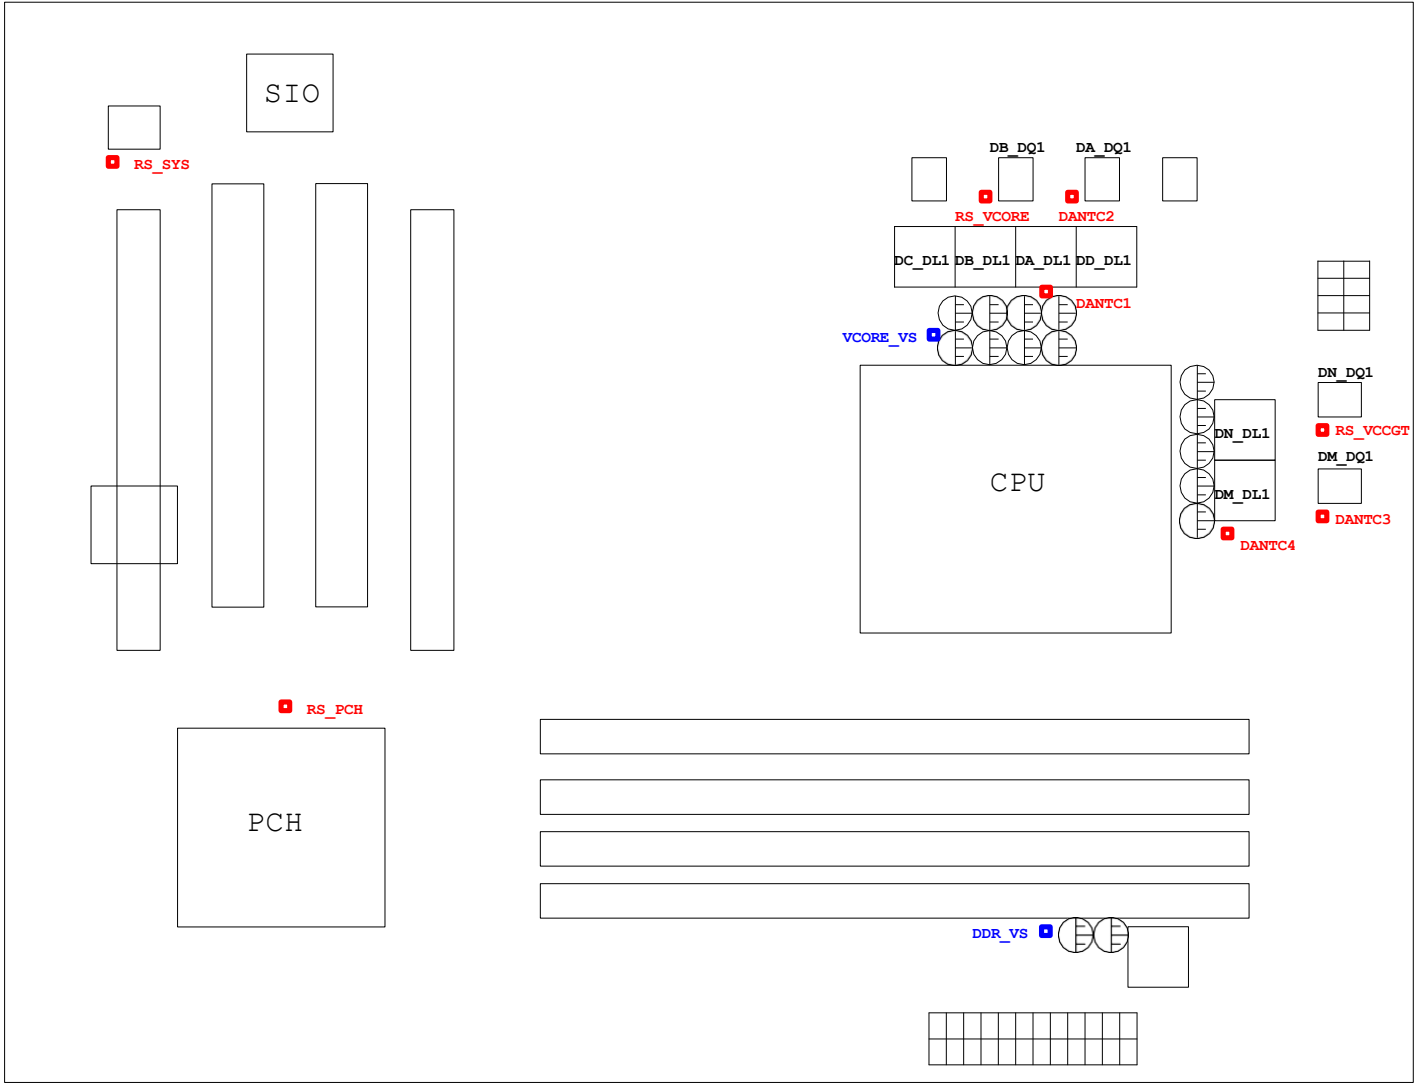 SIO
DB_DQ1
DA_DQ1
RS_SYS
RS_VCORE
DANTC2
DC_DL1
DB_DL1
DA_DL1
DD_DL1
DANTC1
VCORE_VS
DN_DQ1
DN_DL1
RS_VCCGT
DM_DQ1
CPU
DM_DL1
DANTC3
DANTC4
RS_PCH
PCH
DDR_VS